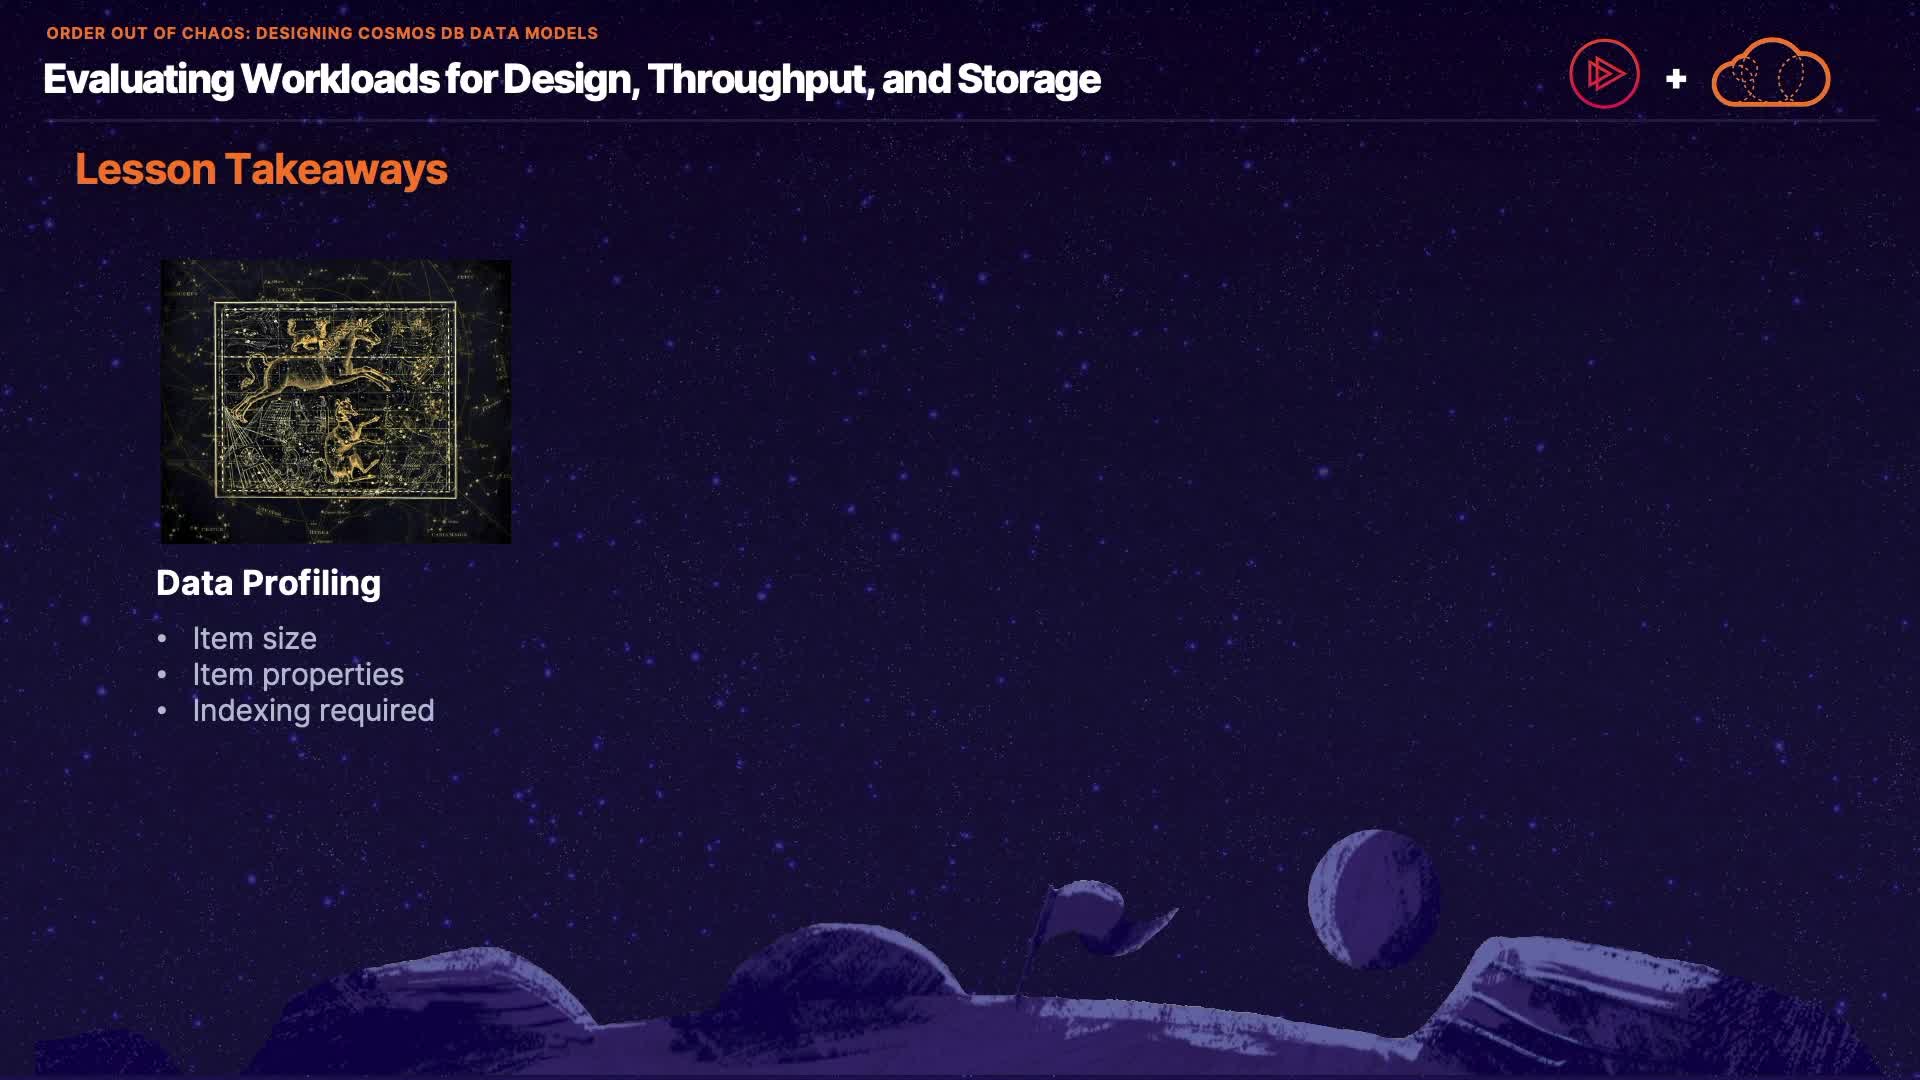 ORDER OUT OF CHAOS: DESIGNING COSMOS DB DATA MODELS
Evaluating Workloads for Design, Throughput, and Storage
+
Lesson Takeaways
Data Profiling
• Item size
• Item properties
• Indexing required